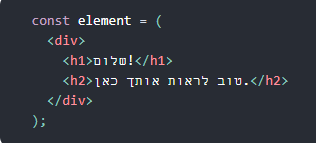 const element = (
<div>
<h1>שלום!</h1>
<h2>טוב לראות אותך כאן.</h2>
</div>
);